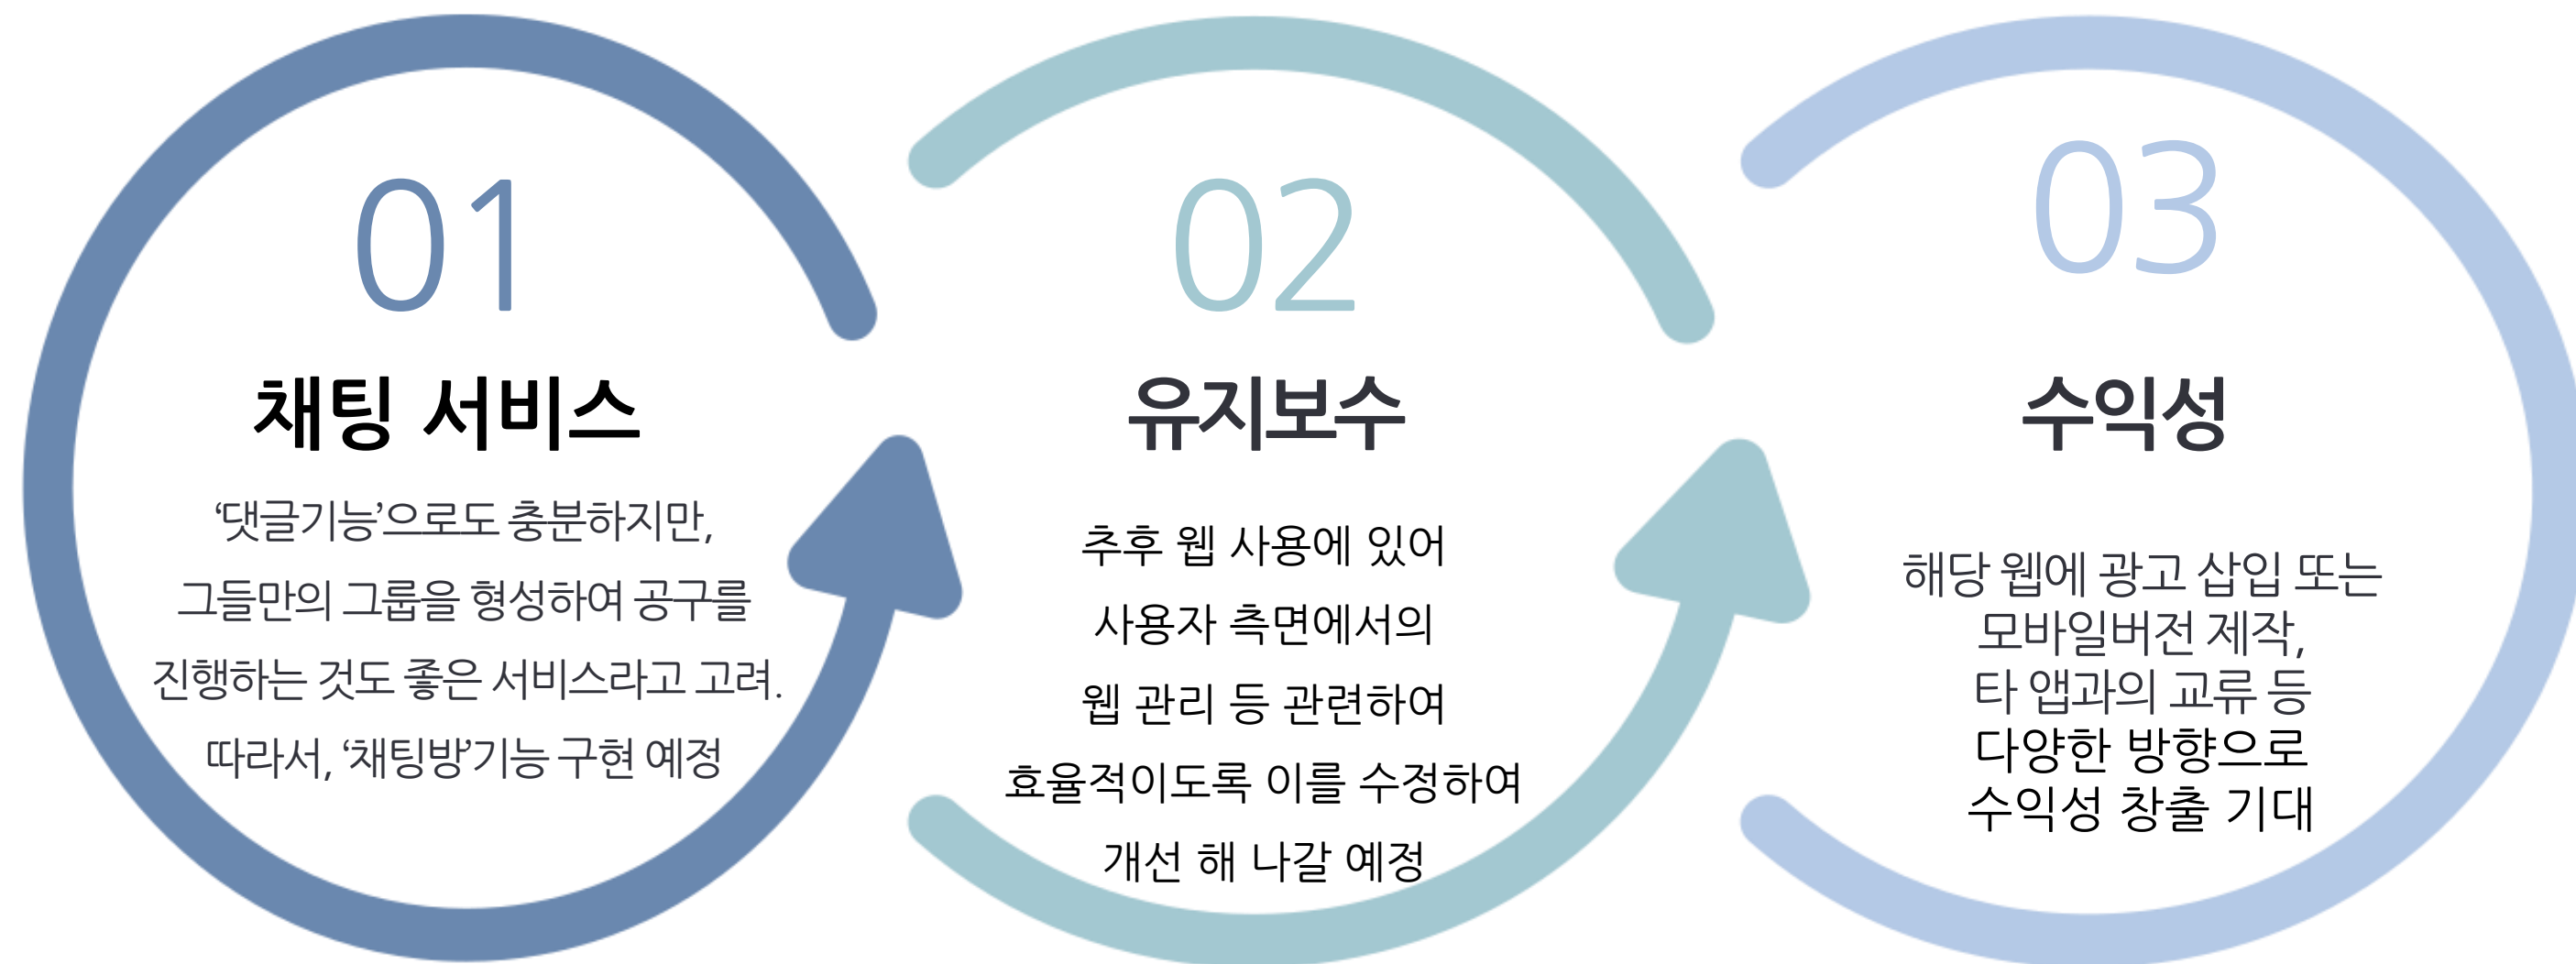 01
채팅 서비스
‘댓글기능’으로도 충분하지만,
그들만의 그룹을 형성하여 공구를
진행하는 것도 좋은 서비스라고 고려.
따라서, ‘채팅방’기능 구현 예정
02
유지보수
추후 웹 사용에 있어
사용자 측면에서의
웹 관리 등 관련하여
효율적이도록 이를 수정하여
개선 해 나갈 예정
03
수익성
해당 웹에 광고 삽입 또는
모바일버전 제작,
타 앱과의 교류 등
다양한 방향으로
수익성 창출 기대